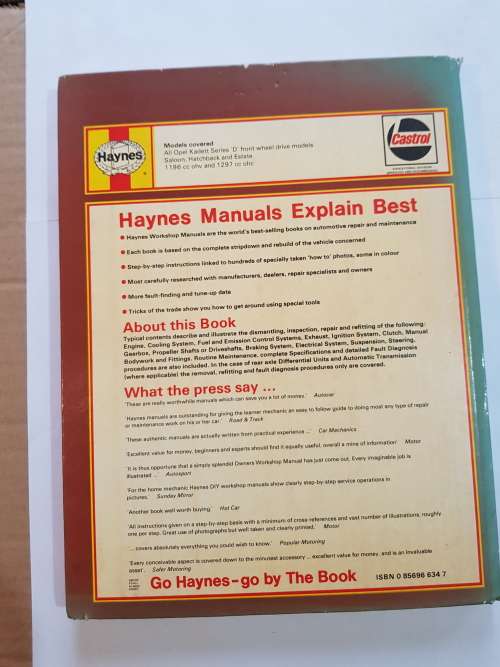 Haynes
®
Models covered
All Opel Kadett Series 'D' front wheel drive models
Saloon, Hatchback and Estate
1196 cc ohv and 1297 cc ohc
Castrol
Haynes Manuals Explain Best
Haynes Workshop Manuals are the world's best-selling books on automotive repair and maintenance
Each book is based on the complete stripdown and rebuild of the vehicle concerned
Step-by-step instructions linked to hundreds of specially taken 'how to' photos, some in colour
Most carefully researched with manufacturers, dealers, repair specialists and owners
More fault-finding and tune-up data
Tricks of the trade show you how to get around using special tools
About this Book
Typical contents describe and illustrate the dismantling, inspection, repair and refitting of the following:
Engine, Cooling System, Fuel and Emission Control Systems, Exhaust, Ignition System, Clutch, Manual
Gearbox, Propeller Shafts or Driveshafts, Braking System, Electrical System, Suspension, Steering,
Bodywork and Fittings. Routine Maintenance, complete Specifications and detailed Fault Diagnosis
procedures are also included. In the case of rear axle Differential Units and Automatic Transmission
(where applicable) the removal, refitting and fault diagnosis procedures only are covered.
What the press say ...
'These are really worthwhile manuals which can save you a lot of money.' Autocar
'Haynes manuals are outstanding for giving the learner mechanic an easy to follow guide to doing most any type of repair
or maintenance work on his or her car.' Road & Track
'These authentic manuals are actually written from practical experience ...' Car Mechanics
'Excellent value for money, beginners and experts should find it equally useful, overall a mine of information' Motor
'It is thus opportune that a simply splendid Owners Workshop Manual has just come out. Every imaginable job is
illustrated ... Autosport
'For the home mechanic Haynes DIY workshop manuals show clearly step-by-step service operations in
pictures.' Sunday Mirror
'Another book well worth buying.' Hot Car
'All instructions given on a step-by-step basis with a minimum of cross-references and vast number of illustrations, roughly
one per step. Great use of photographs but well taken and clearly printed.' Motor
'... covers absolutely everything you could wish to know.' Popular Motoring
'Every conceivable aspect is covered down to the minutest accessory ... excellent value for money, and is an invaluable
asset'. Safer Motoring
Go Haynes-go by The Book
ISBN 0 85696 634 7